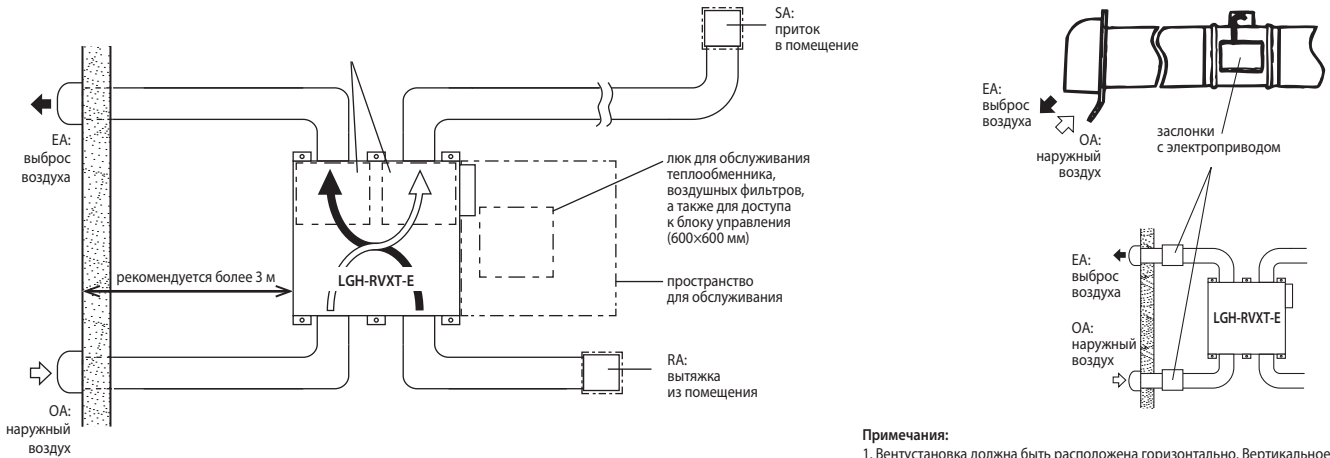 SA:
приток
в помещение
EA:
выброс
воздуха
люк для обслуживания
теплообменника,
воздушных фильтров,
а также для доступа
к блоку управления
(600×600 мм)
рекомендуется более 3 м
LGH-RVXT-E
пространство
для обслуживания
RA:
вытяжка
из помещения
OA:
наружный
воздух
EA:
выброс
воздуха
OA:
наружный
воздух
заслонки
с электроприводом
EA:
выброс
воздуха
LGH-RVXT-E
OA:
наружный
воздух
Примечания:
1. Вентустановка должна быть расположена горизонтально. Вертикальное